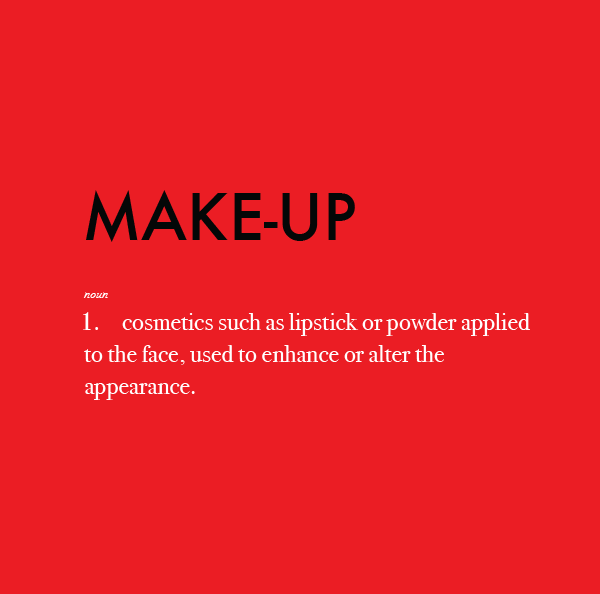 MAKE-UP
noun
1. cosmetics such as lipstick or powder applied
to the face, used to enhance or alter the
appearance.